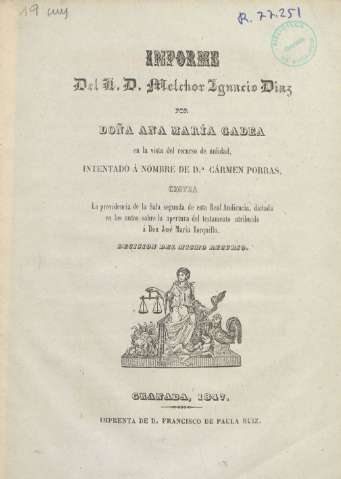 19 
R. 77.251
INFORME
Del L. D. Melchor Ignacio Diaz
POR
DOÑA ANA MARÍA GADEA
en la vista del recurso de nulidad,
INTENTADO Á NOMBRE DE D.ª CÁRMEN PORRAS,
CONTRA
La providencia de la Sala segunda de esta Real Audiencia, dictada
en los autos sobre la apertura del testamento atribuido
á Don José María
DECISION DEL MISMO RECURSO.
GRANADA, 1847.
IMPRENTA DE D. FRANCISCO DE PAULA RUIZ.